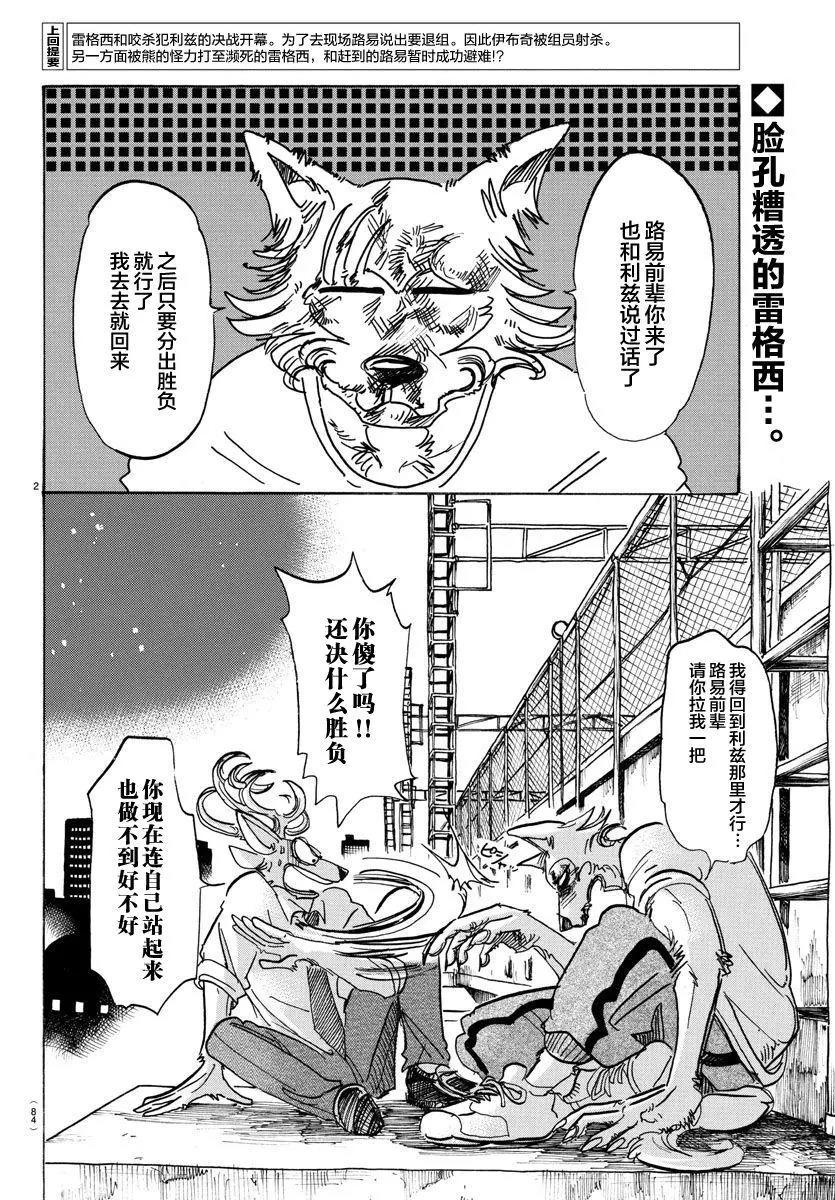 上回提要
雷格西和咬杀犯利兹的决战开幕。为了去现场路易说出要退组。因此伊布奇被组员射杀。
另一方面被熊的怪力打至濒死的雷格西，和赶到的路易暂时成功避难!?
◆脸孔糟透的雷格西…。
路易前辈你来了
也和利兹说过话了
之后只要分出胜负
就行了
我去去就回来
2
我得回到利兹那里才行…
路易前辈
请你拉我一把
你傻了吗!!
还决什么胜负
你现在连自己站起来
也做不到好不好
(84)